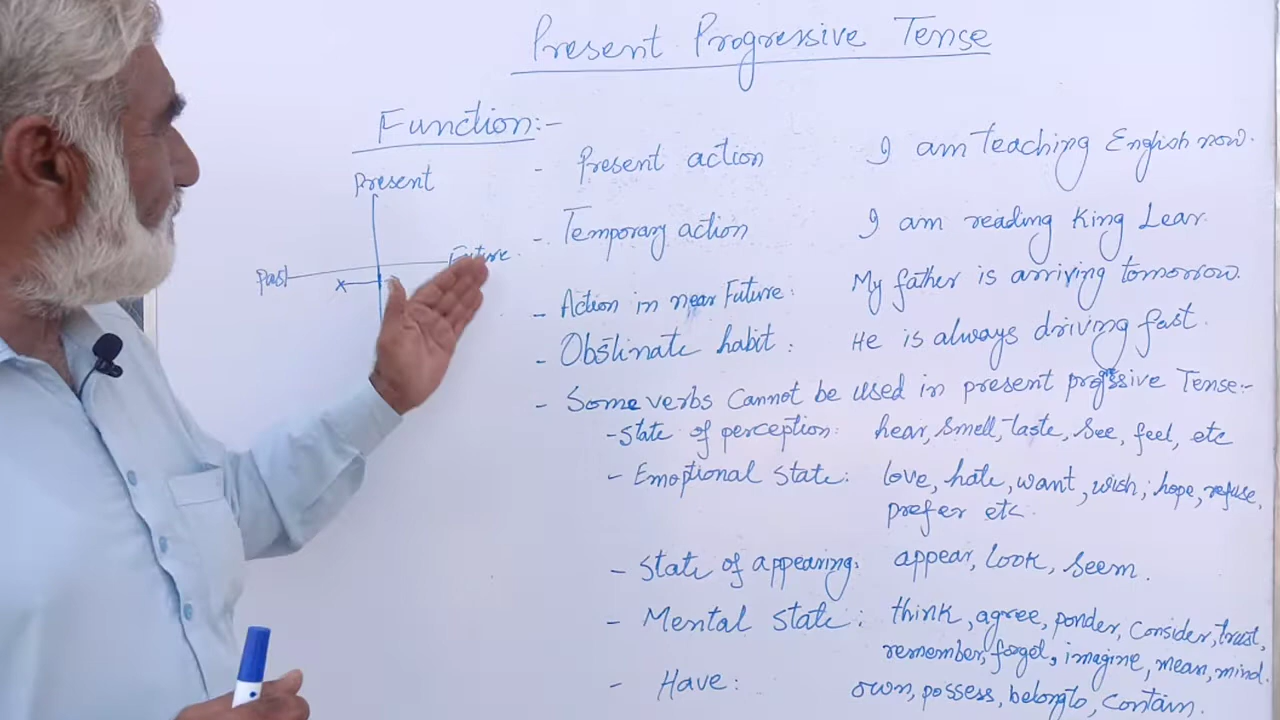 Present Progressive Tense
Function:-
Present
Past
Future.
- Present action I am teaching English now.
- Temporary action I am reading King Lear.
- Action in near Future: My father is arriving tomorrow.
- Obstinate habit: He is always driving fast.
- Some verbs Cannot be used in present progssive Tense:-
- State of perception: hear, smell, taste, see, feel, etc
- Emoptional state: love, hate, want, wish, hope, refuse,
prefer etc.
- State of appearing: appear, look, seem.
- Mental state: think, agree, ponder, consider, trust,
remember, forget, imagine, mean, mind.
- Have: own, possess, belong to, contain.